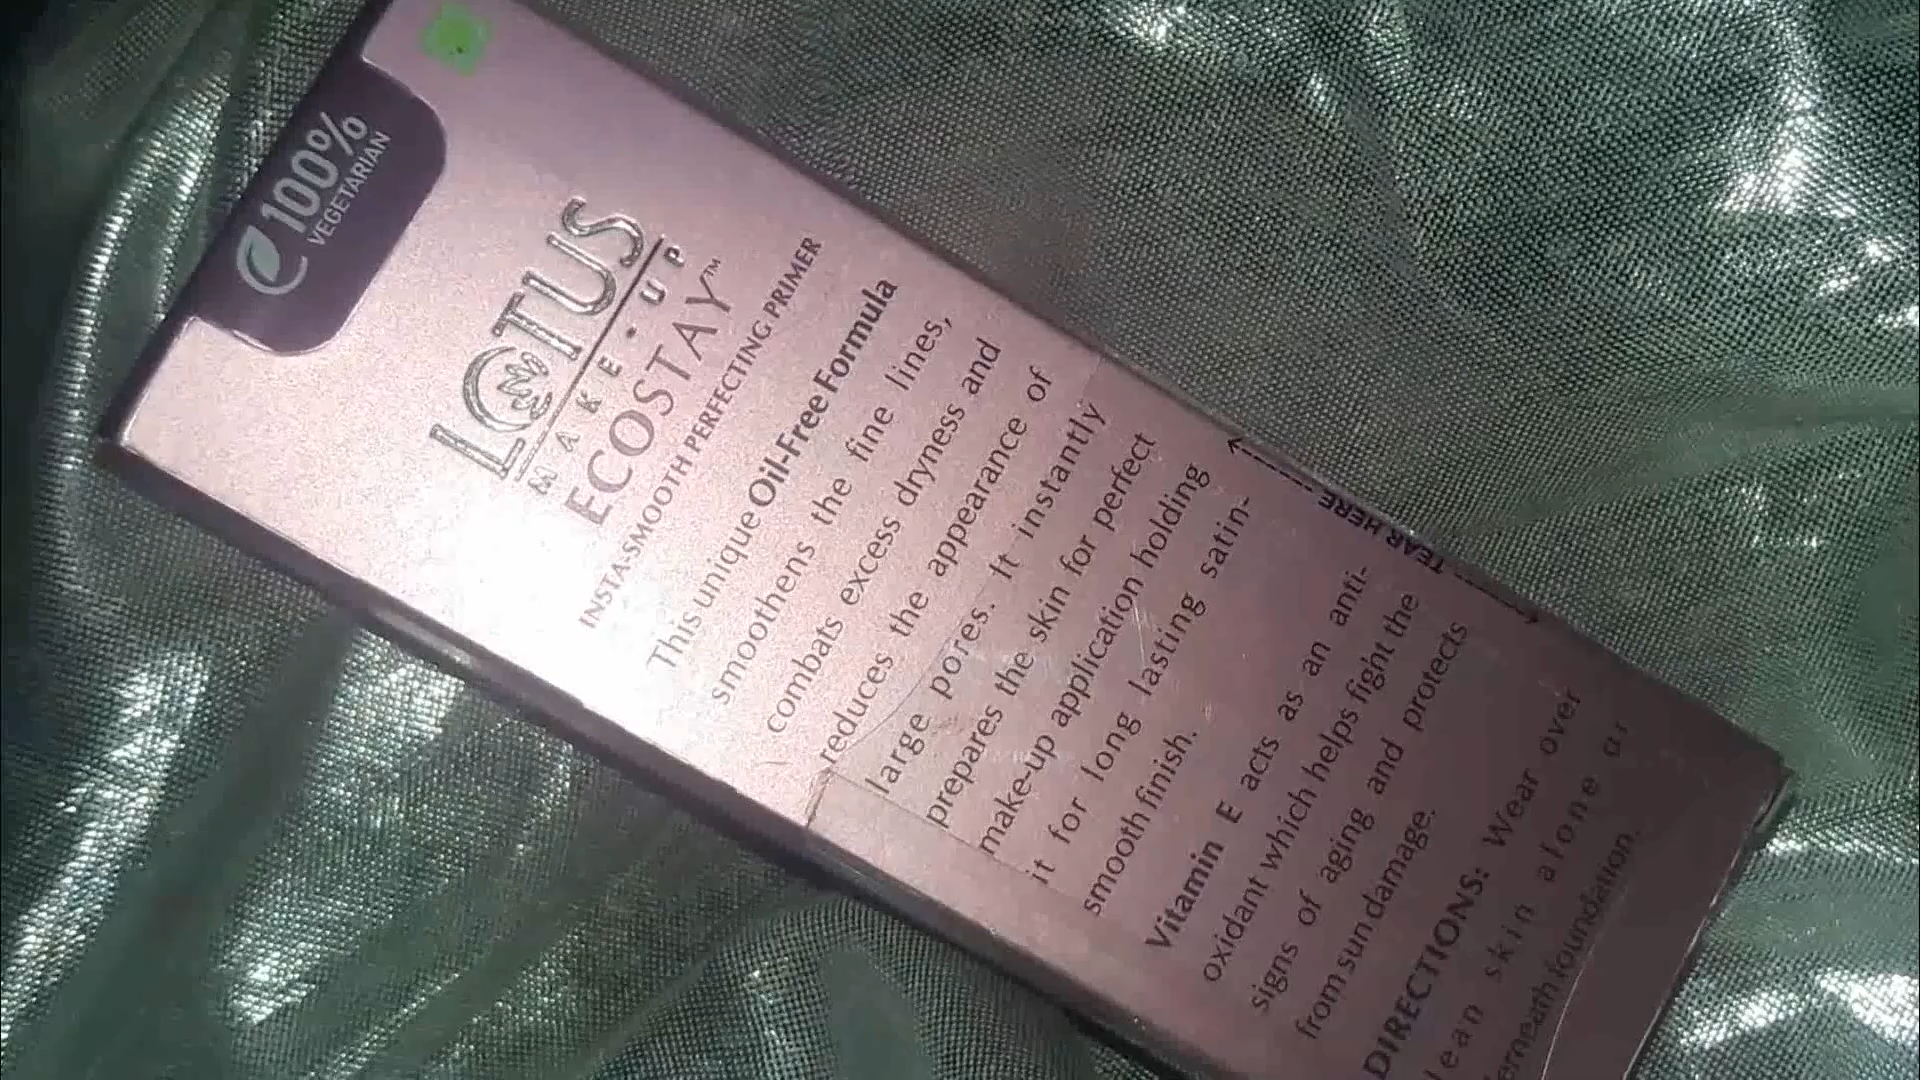 100%
VEGETARIAN
LOTUS
MAKE-UP
ECOSTAY™
INSTA-SMOOTH PERFECTING PRIMER
This unique Oil-Free Formula
smoothens the fine lines,
combats excess dryness and
reduces the appearance of
large pores. It instantly
prepares the skin for perfect
make-up application holding
it for long lasting satin-
smooth finish.
Vitamin E acts as an anti-
oxidant which helps fight the
signs of aging and protects
from sun damage.
DIRECTIONS: Wear over
lean skin alone or
erneath foundation.
TEAR HERE